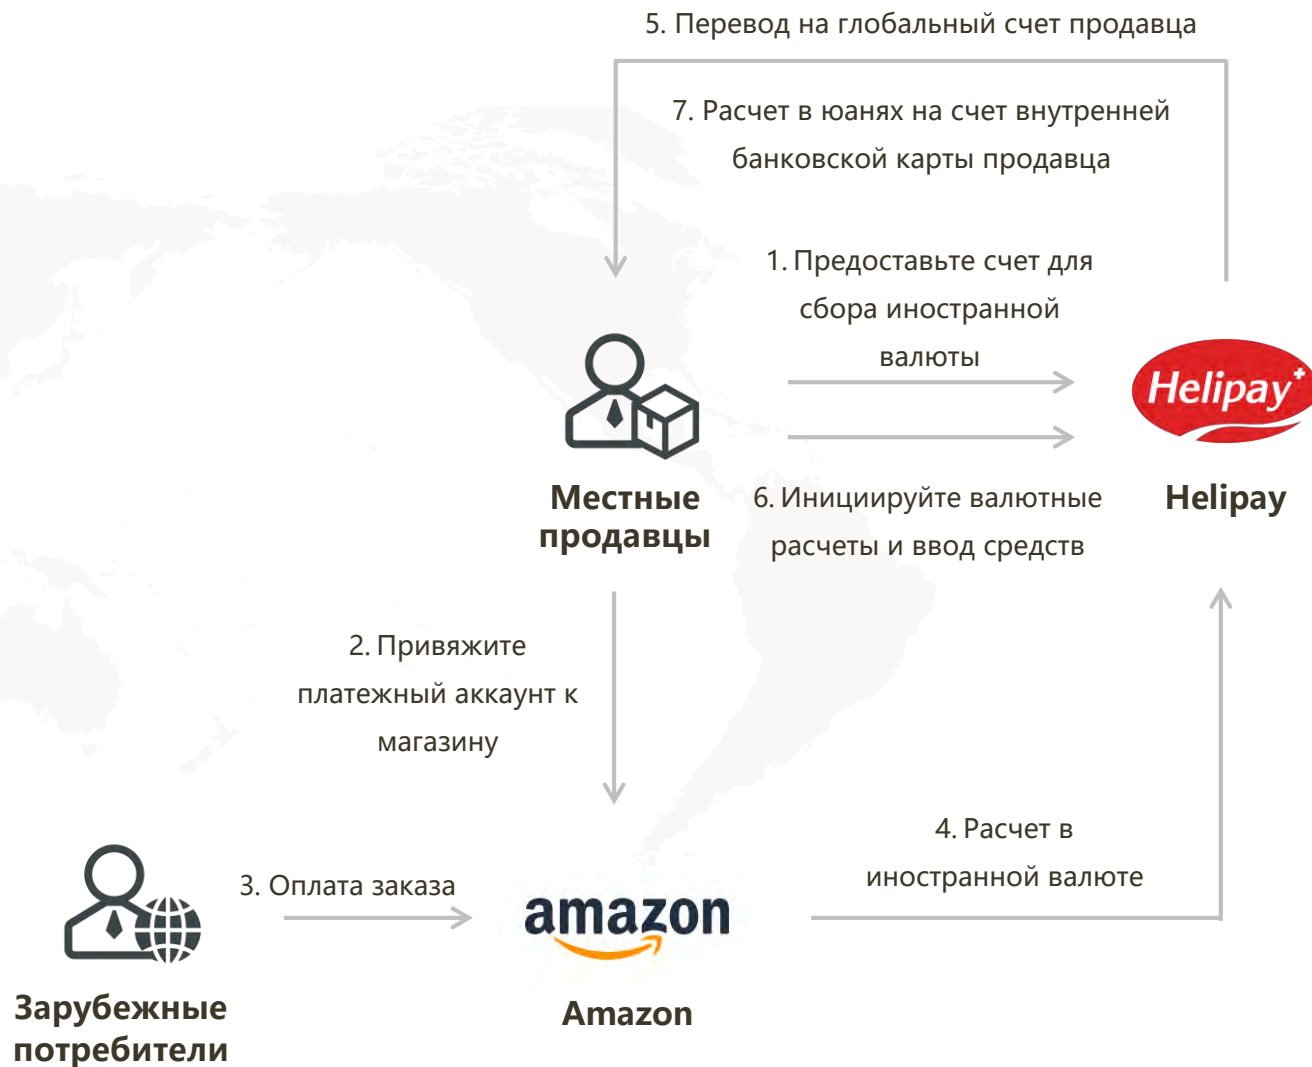 5. Перевод на глобальный счет продавца
7. Расчет в юанях на счет внутренней
банковской карты продавца
1. Предоставьте счет для
сбора иностранной
валюты
Helipay+
Местные
продавцы
6. Инициируйте валютные
расчеты и ввод средств
Helipay
2. Привяжите
платежный аккаунт к
магазину
4. Расчет в
иностранной валюте
3. Оплата заказа
amazon
Зарубежные
потребители
Amazon